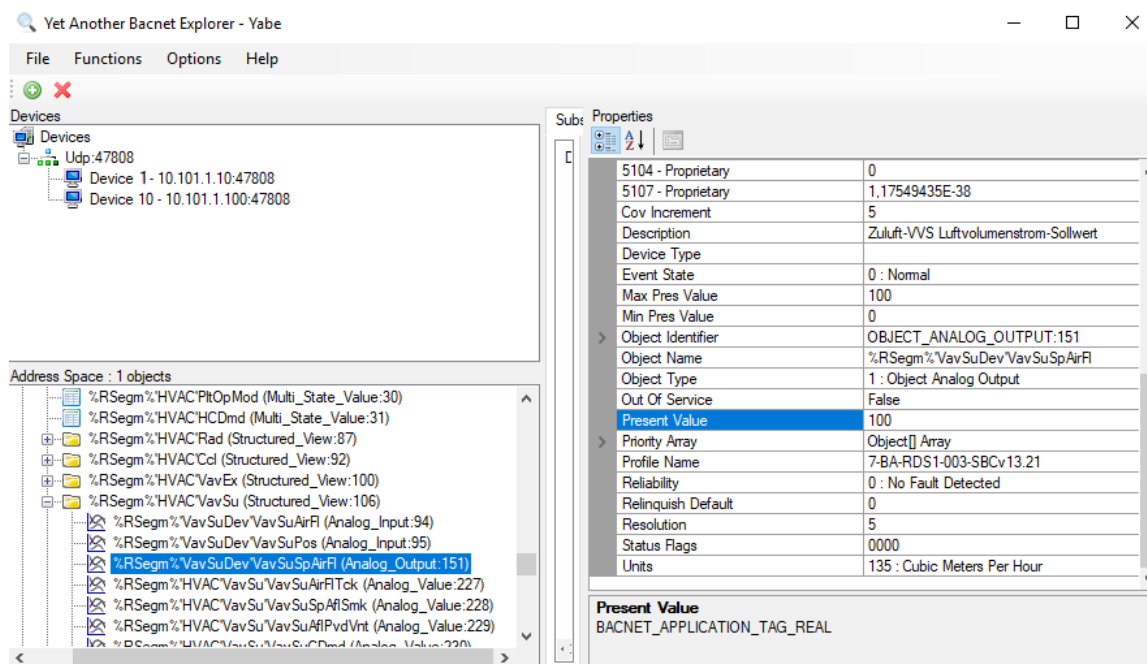 Yet Another Bacnet Explorer - Yabe
File Functions Options Help
Devices
Devices
Udp:47808
Device 1 - 10.101.1.10:47808
Device 10 - 10.101.1.100:47808
Address Space : 1 objects
%RSegm%'HVAC'PltOpMod (Multi_State_Value:30)
%RSegm%'HVAC'HCDmd (Multi_State_Value:31)
%RSegm%'HVAC'Rad (Structured_View:87)
%RSegm%'HVAC'Ccl (Structured_View:92)
%RSegm%'HVAC'VavEx (Structured_View:100)
%RSegm%'HVAC'VavSu (Structured_View:106)
%RSegm%'VavSuDev'VavSuAirFl (Analog_Input:94)
%RSegm%'VavSuDev'VavSuPos (Analog_Input:95)
%RSegm%'VavSuDev'VavSuSpAirFl (Analog_Output:151)
%RSegm%'HVAC'VavSu'VavSuAirFlTck (Analog_Value:227)
%RSegm%'HVAC'VavSu'VavSuSpAflSmk (Analog_Value:228)
%RSegm%'HVAC'VavSu'VavSuAflPvdVnt (Analog_Value:229)
%RSegm%'HVAC'VavSu'VavSuCDmd (Analog_Value:230)
Subs
Properties
5104 - Proprietary 0
5107 - Proprietary 1,17549435E-38
Cov Increment 5
Description Zuluft-VVS Luftvolumenstrom-Sollwert
Device Type
Event State 0 : Normal
Max Pres Value 100
Min Pres Value 0
Object Identifier OBJECT_ANALOG_OUTPUT:151
Object Name %RSegm%'VavSuDev'VavSuSpAirFl
Object Type 1 : Object Analog Output
Out Of Service False
Present Value 100
Priority Array Object[] Array
Profile Name 7-BA-RDS1-003-SBCv13.21
Reliability 0 : No Fault Detected
Relinquish Default 0
Resolution 5
Status Flags 0000
Units 135 : Cubic Meters Per Hour
Present Value
BACNET_APPLICATION_TAG_REAL